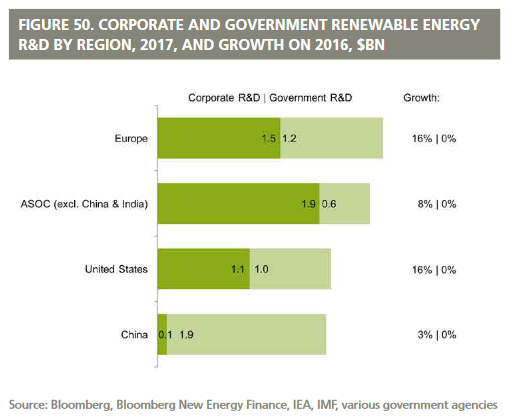 FIGURE 50. CORPORATE AND GOVERNMENT RENEWABLE ENERGY
R&D BY REGION, 2017, AND GROWTH ON 2016, $BN
Corporate R&D | Government R&D Growth:
Europe 1.5 1.2 16% | 0%
ASOC (excl. China & India) 1.9 0.6 8% | 0%
United States 1.1 1.0 16% | 0%
China 0.1 1.9 3% | 0%
Source: Bloomberg, Bloomberg New Energy Finance, IEA, IMF, various government agencies